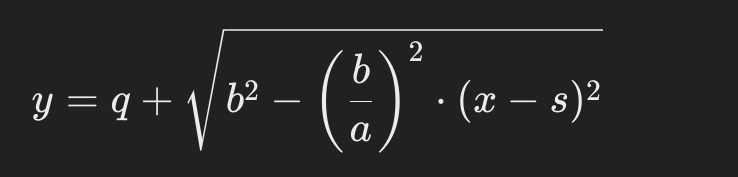 y = q + √(b² − (b/a)² · (x − s)²)